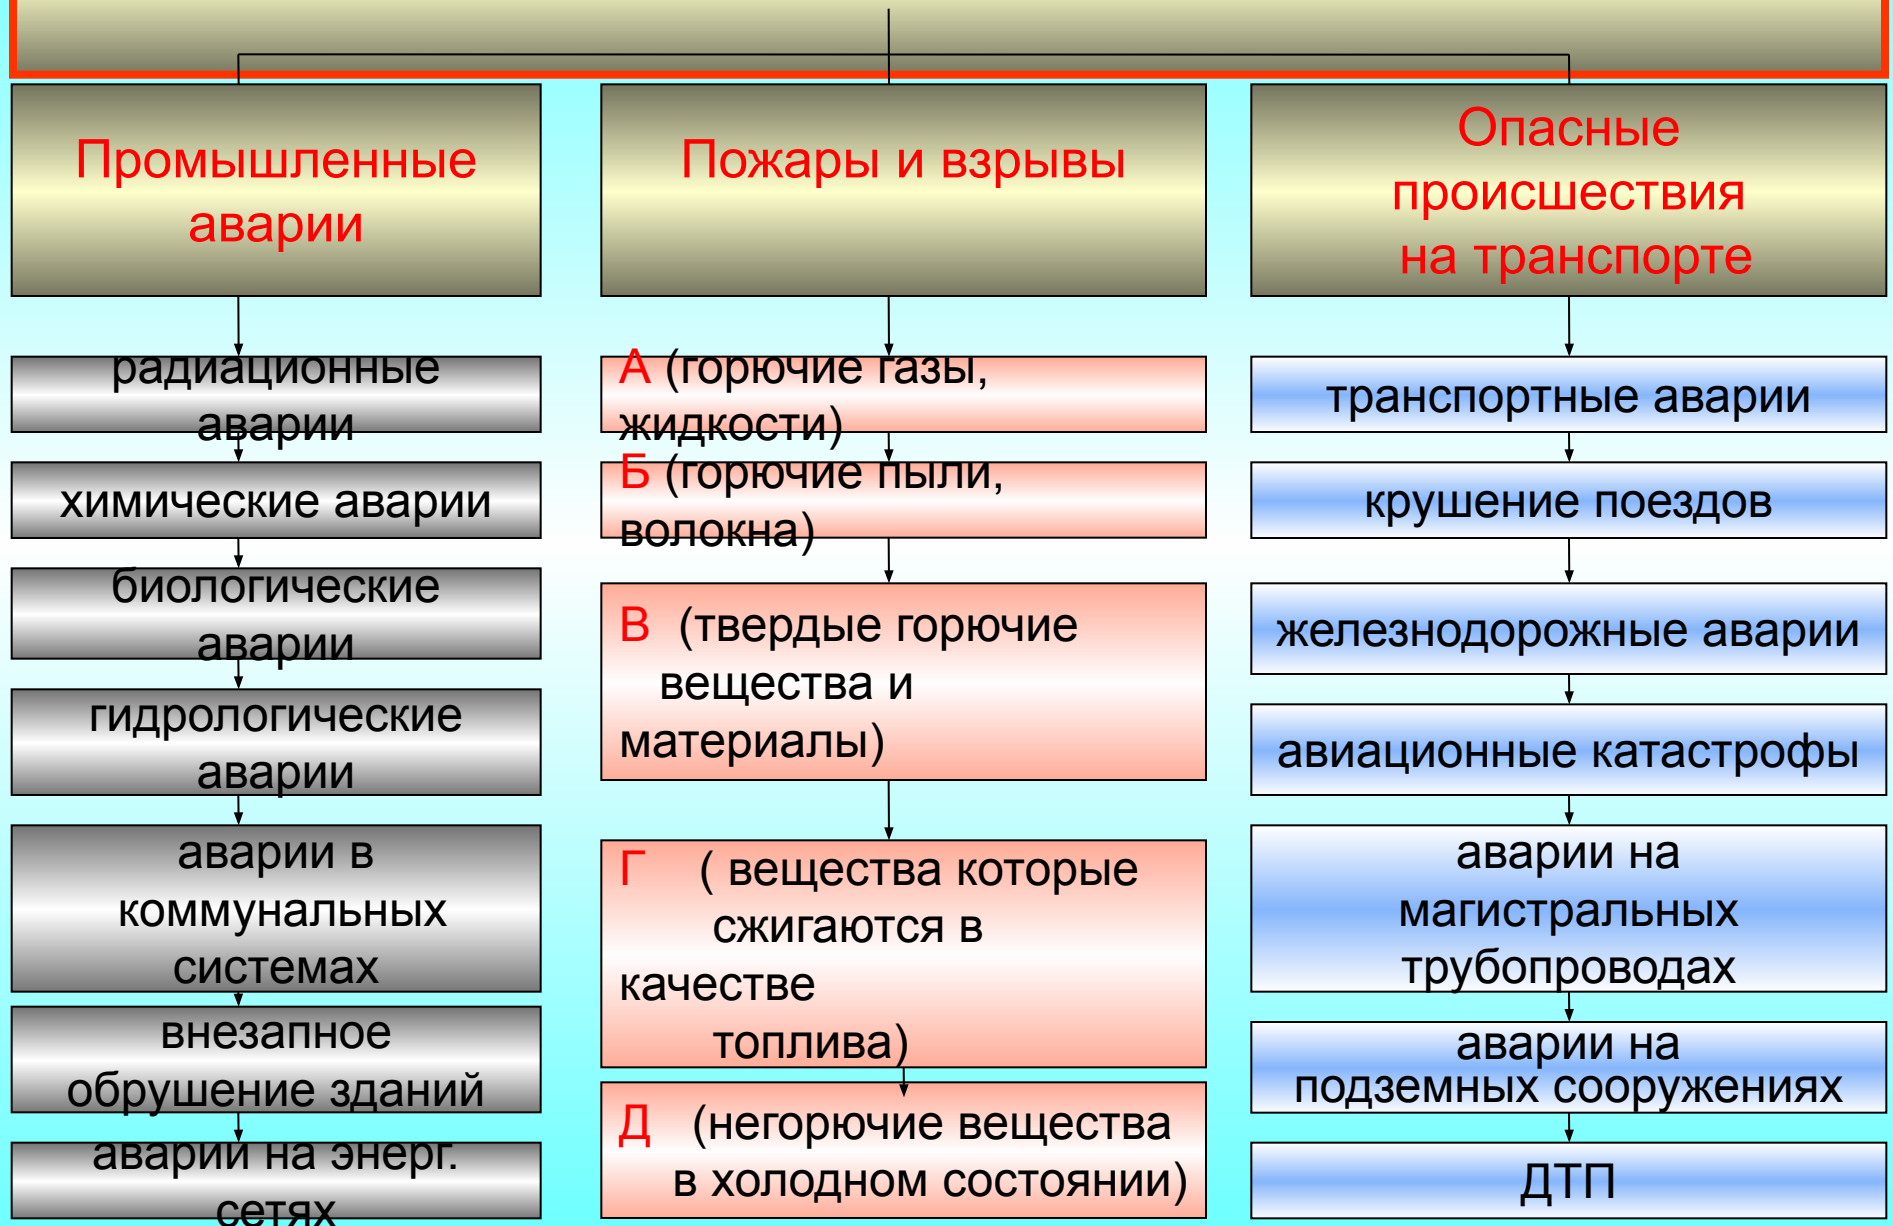 Промышленные
аварии
радиационные
аварии
химические аварии
биологические
аварии
гидрологические
аварии
аварии в
коммунальных
системах
внезапное
обрушение зданий
аварии на энерг.
сетях
Пожары и взрывы
А (горючие газы,
жидкости)
Б (горючие пыли,
волокна)
В (твердые горючие
вещества и
материалы)
Г ( вещества которые
сжигаются в
качестве
топлива)
Д (негорючие вещества
в холодном состоянии)
Опасные
происшествия
на транспорте
транспортные аварии
крушение поездов
железнодорожные аварии
авиационные катастрофы
аварии на
магистральных
трубопроводах
аварии на
подземных сооружениях
ДТП